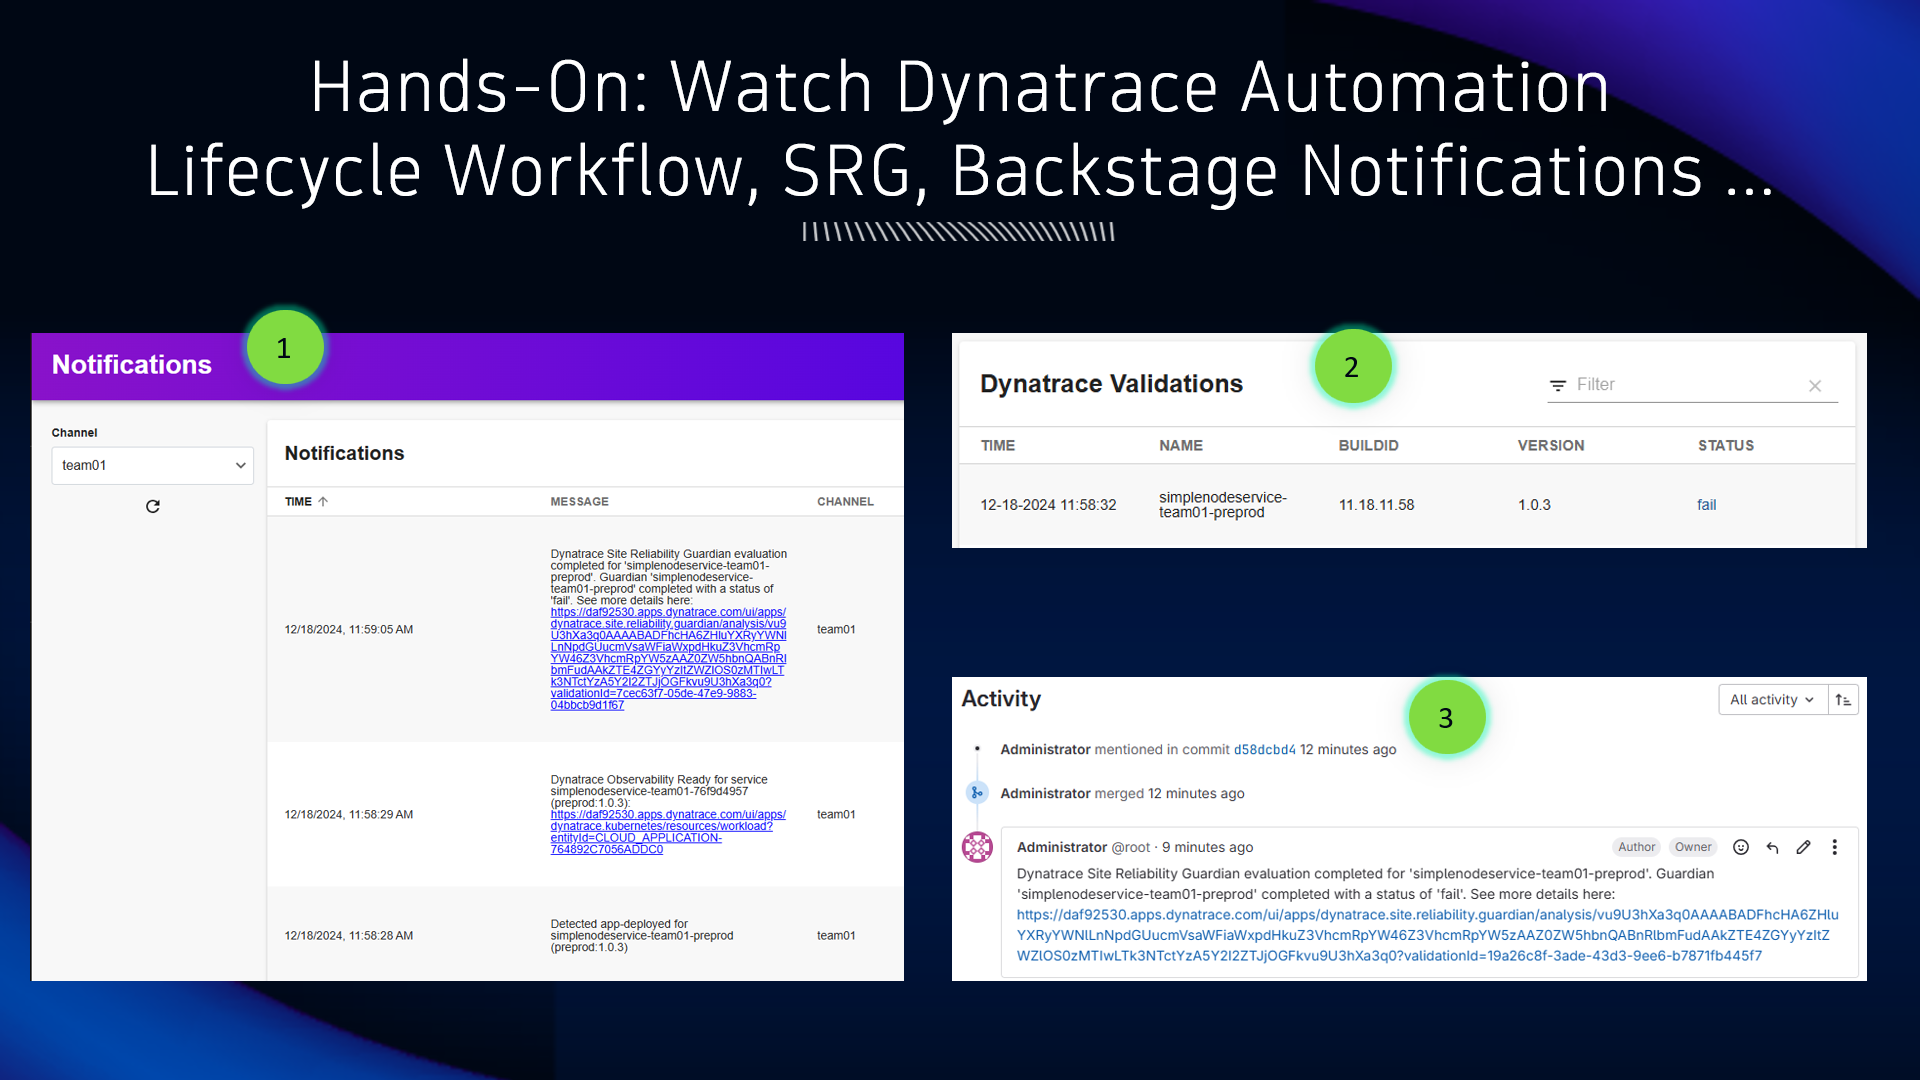 Hands-On: Watch Dynatrace Automation
Lifecycle Workflow, SRG, Backstage Notifications ...
1
Notifications
Channel
team01
Notifications
TIME MESSAGE CHANNEL
Dynatrace Site Reliability Guardian evaluation
completed for 'simplenodeservice-team01-
preprod'. Guardian 'simplenodeservice-
team01-preprod' completed with a status of
'fail'. See more details here:
https://daf92530.apps.dynatrace.com/ui/apps/
dynatrace.site.reliability.guardian/analysis/vu9
U3hXa3q0AAAABADFhcHA6ZHluYXRyYWNl
LnNpdGUucmVsaWFiaWxpdHkuZ3VhcmRp
YW46Z3VhcmRpYW5zAAZ0ZW5hbnQABnRl
bmFudAAkZTE4ZGYyYzItZWZlOS0zMTIwLT
k3NTctYzA5Y2I2ZTJjOGFkvu9U3hXa3q0?
validationId=7cec63f7-05de-47e9-9883-
04bbcb9d1f67
12/18/2024, 11:59:05 AM
team01
Dynatrace Observability Ready for service
simplenodeservice-team01-76f9d4957
(preprod:1.0.3):
https://daf92530.apps.dynatrace.com/ui/apps/
dynatrace.kubernetes/resources/workload?
entityId=CLOUD_APPLICATION-
764892C7056ADDC0
12/18/2024, 11:58:29 AM
team01
Detected app-deployed for
simplenodeservice-team01-preprod
(preprod:1.0.3)
12/18/2024, 11:58:28 AM
team01
2
Dynatrace Validations
Filter
TIME NAME BUILDID VERSION STATUS
12-18-2024 11:58:32
simplenodeservice-
team01-preprod
11.18.11.58
1.0.3
fail
3
Activity
All activity
Administrator mentioned in commit d58dcbd4 12 minutes ago
Administrator merged 12 minutes ago
Administrator @root · 9 minutes ago
Author Owner
Dynatrace Site Reliability Guardian evaluation completed for 'simplenodeservice-team01-preprod'. Guardian
'simplenodeservice-team01-preprod' completed with a status of 'fail'. See more details here:
https://daf92530.apps.dynatrace.com/ui/apps/dynatrace.site.reliability.guardian/analysis/vu9U3hXa3q0AAAABADFhcHA6ZHlu
YXRyYWNlLnNpdGUucmVsaWFiaWxpdHkuZ3VhcmRpYW46Z3VhcmRpYW5zAAZ0ZW5hbnQABnRlbmFudAAkZTE4ZGYyYzItZ
WZlOS0zMTIwLTk3NTctYzA5Y2I2ZTJjOGFkvu9U3hXa3q0?validationId=19a26c8f-3ade-43d3-9ee6-b7871fb445f7